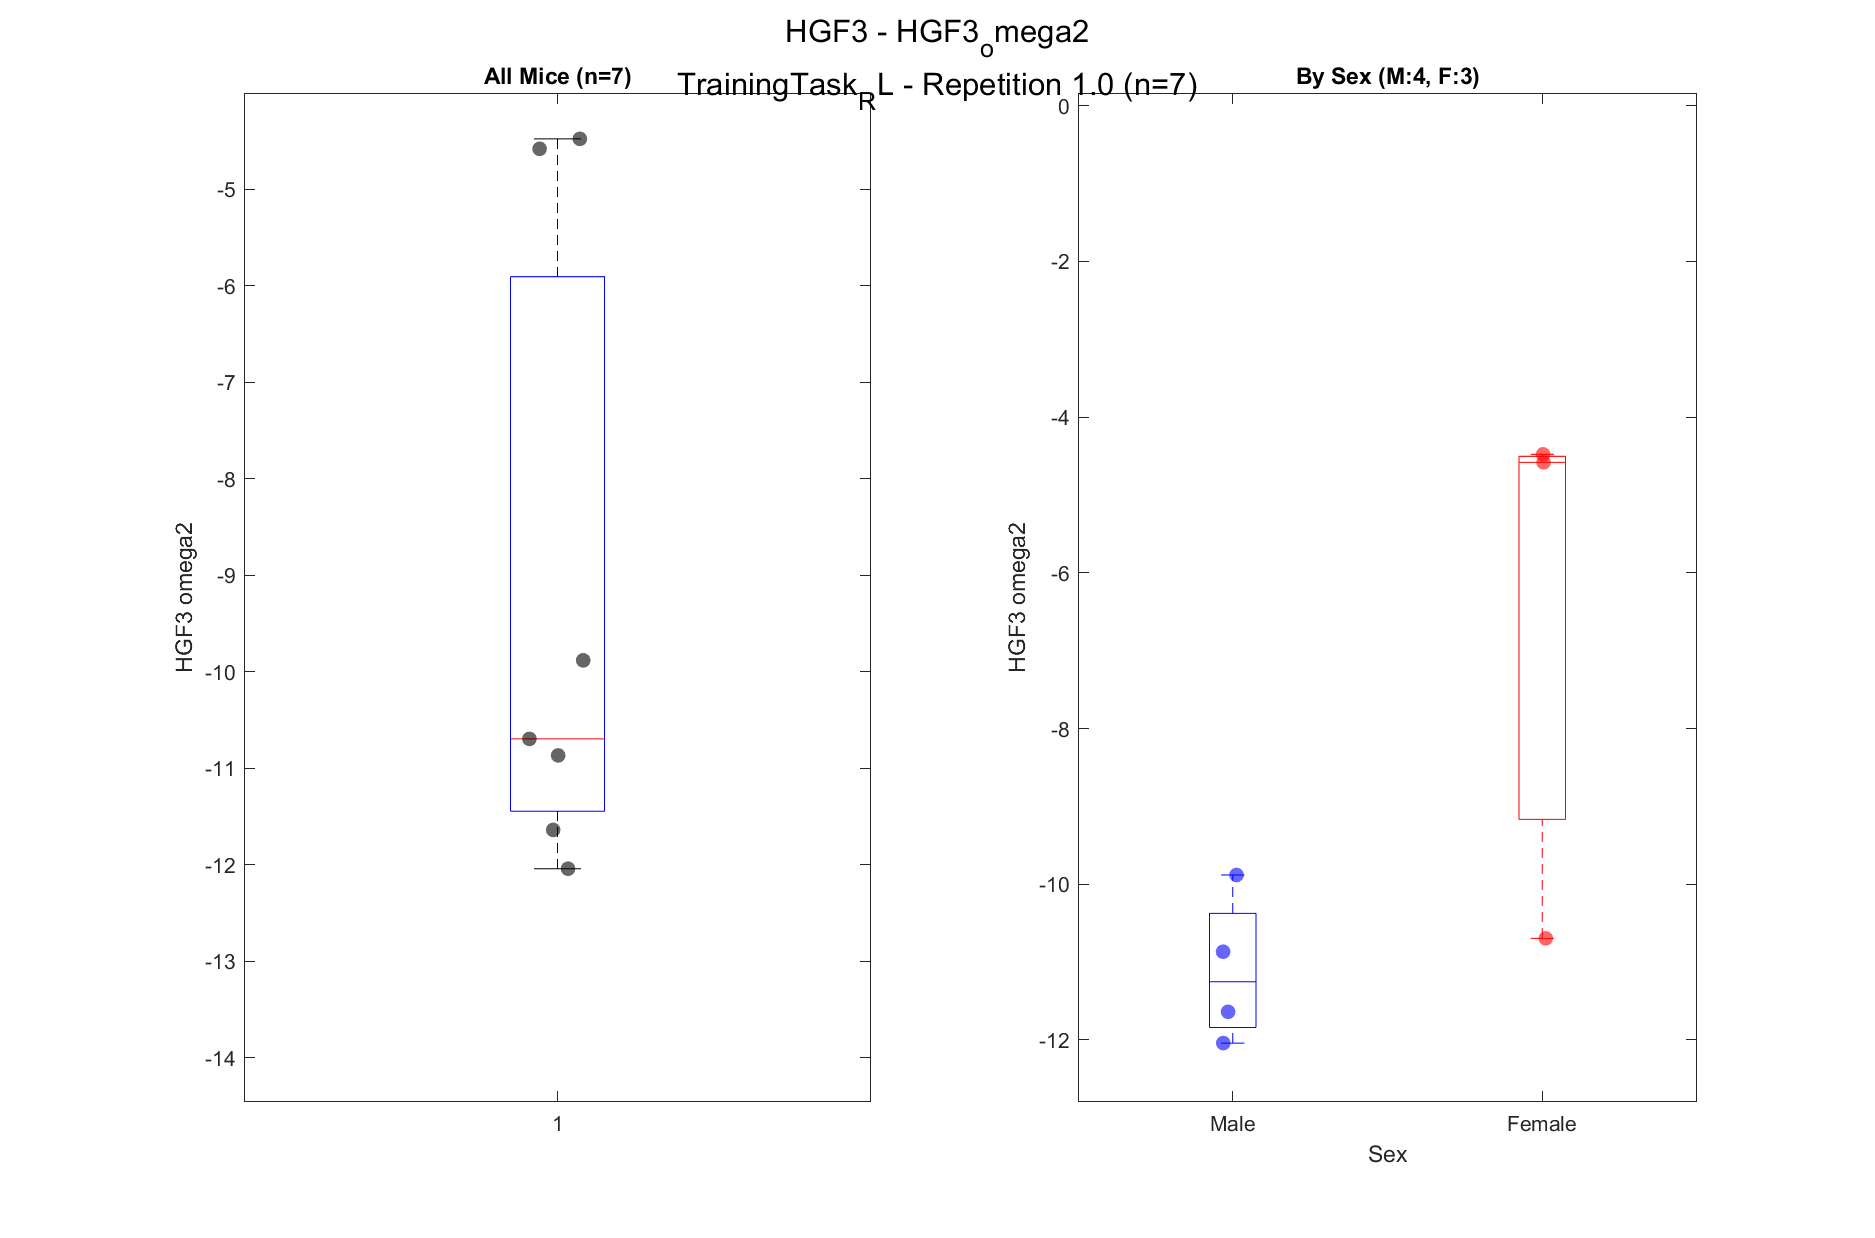 HGF3 - HGF3omega2
TrainingTaskRL - Repetition 1.0 (n=7)
All Mice (n=7)
HGF3 omega2
-5
-6
-7
-8
-9
-10
-11
-12
-13
-14
1
By Sex (M:4, F:3)
HGF3 omega2
0
-2
-4
-6
-8
-10
-12
Male Female
Sex